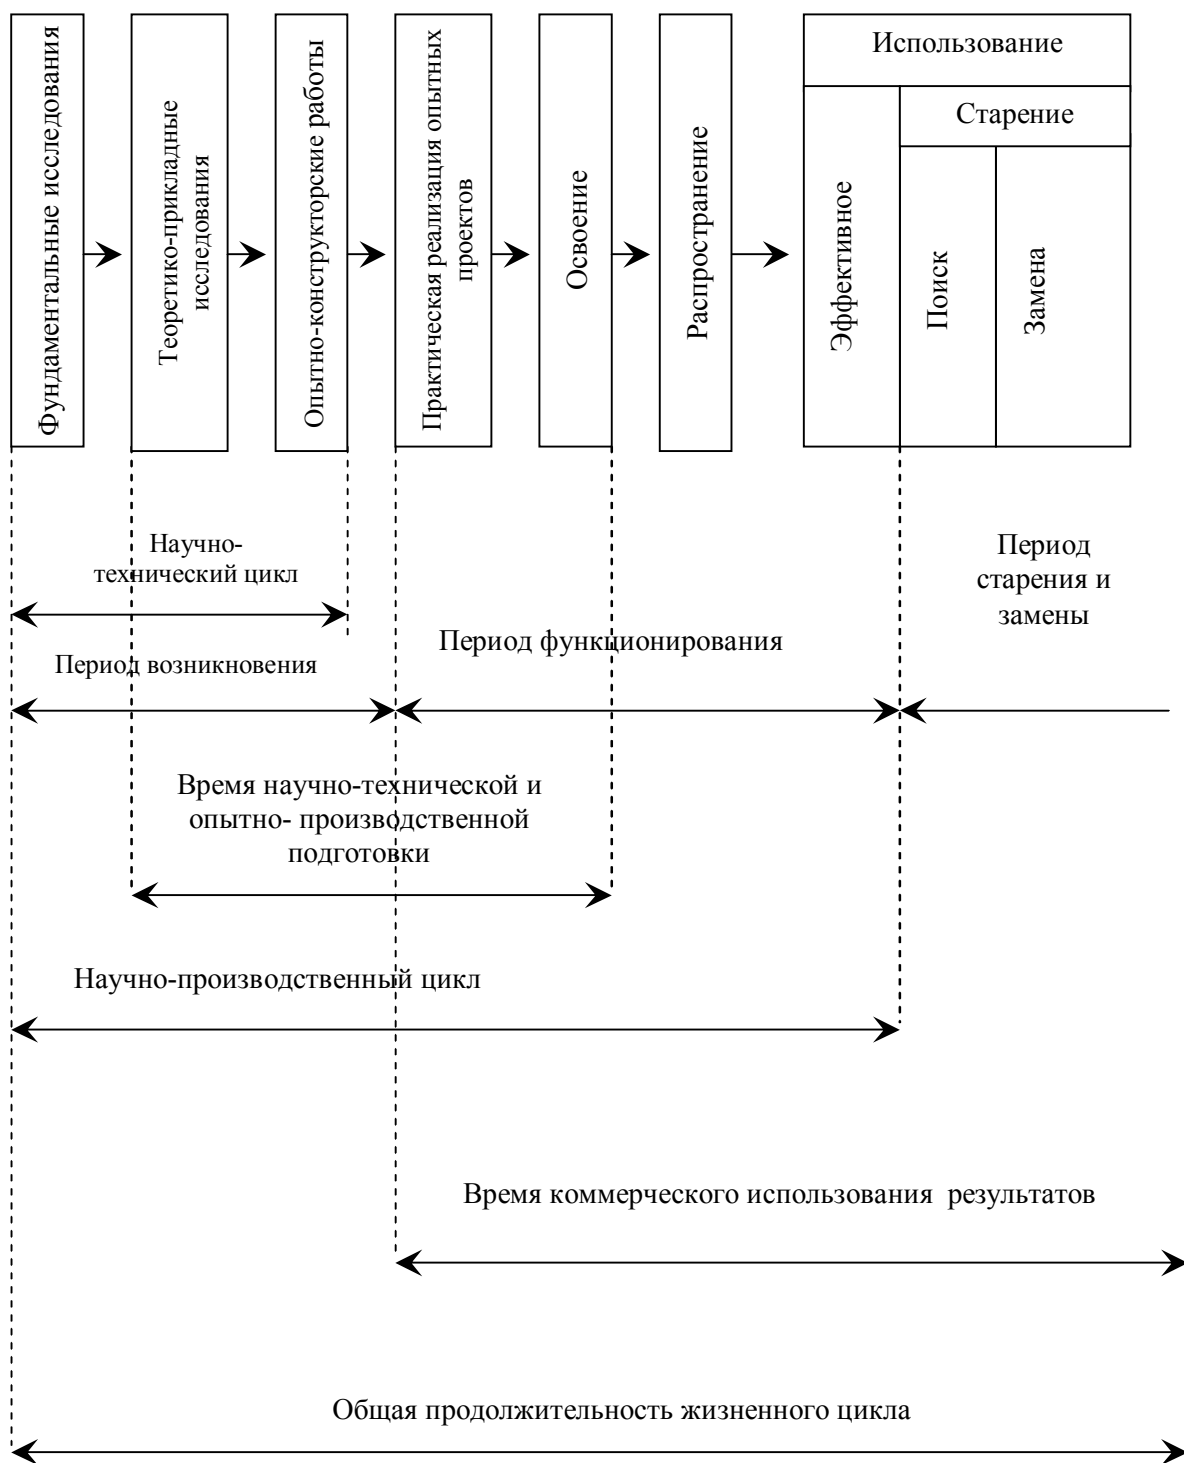 Фундаментальные исследования
Теоретико-прикладные
исследования
Опытно-конструкторские работы
Практическая реализация опытных
проектов
Освоение
Распространение
Использование
Эффективное
Старение
Поиск
Замена
Научно-
технический цикл
Период
старения и
замены
Период функционирования
Период возникновения
Время научно-технической и
опытно- производственной
подготовки
Научно-производственный цикл
Время коммерческого использования результатов
Общая продолжительность жизненного цикла